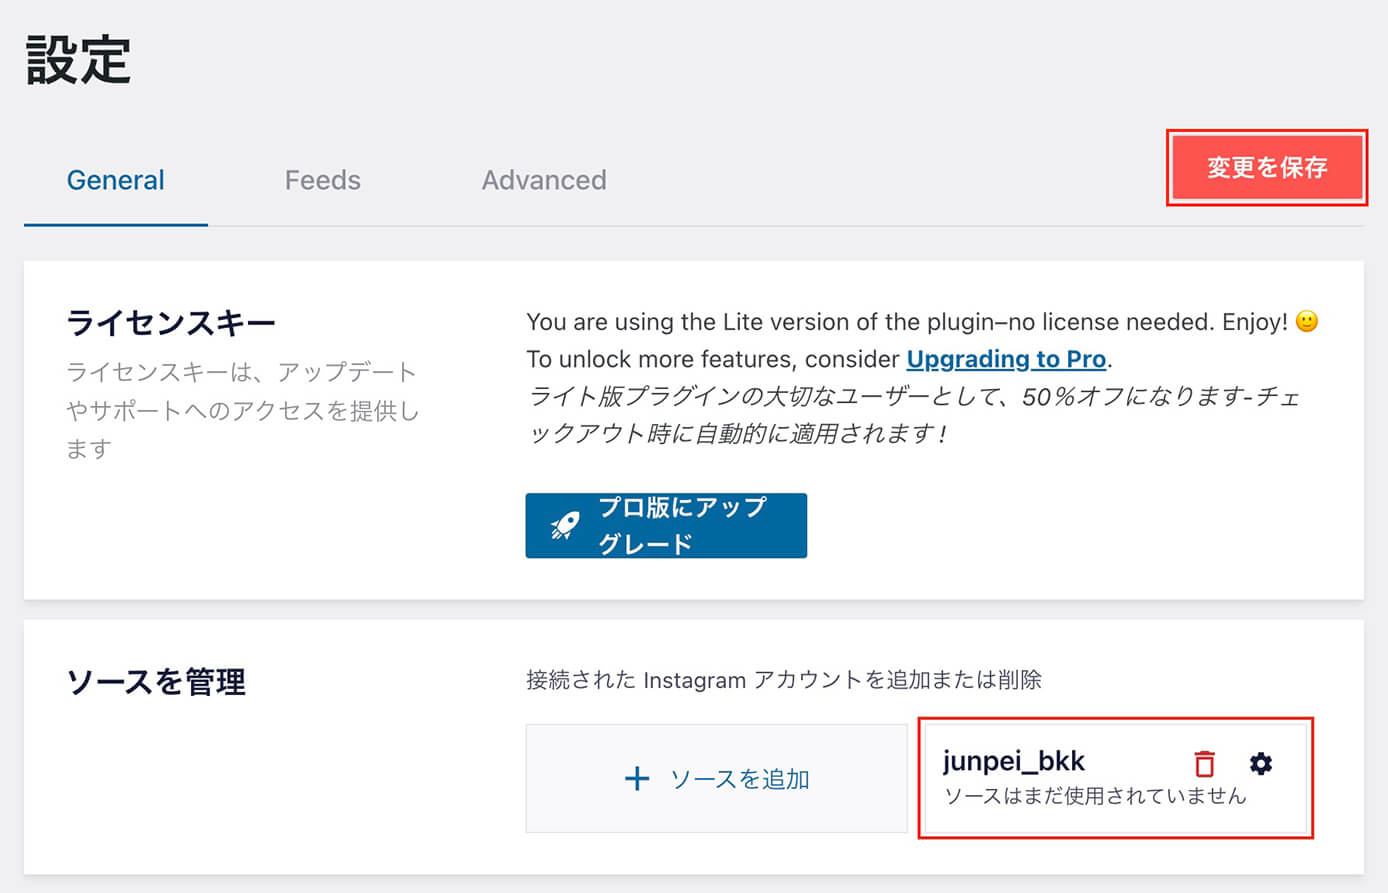 設定
General
Feeds
Advanced
変更を保存
ライセンスキー
ライセンスキーは、アップデート
やサポートへのアクセスを提供し
ます
You are using the Lite version of the plugin–no license needed. Enjoy! 🙂
To unlock more features, consider Upgrading to Pro.
ライト版プラグインの大切なユーザーとして、50%オフになります-チェ
ックアウト時に自動的に適用されます!
プロ版にアップ
グレード
ソースを管理
接続された Instagram アカウントを追加または削除
+ ソースを追加
junpei_bkk
ソースはまだ使用されていません